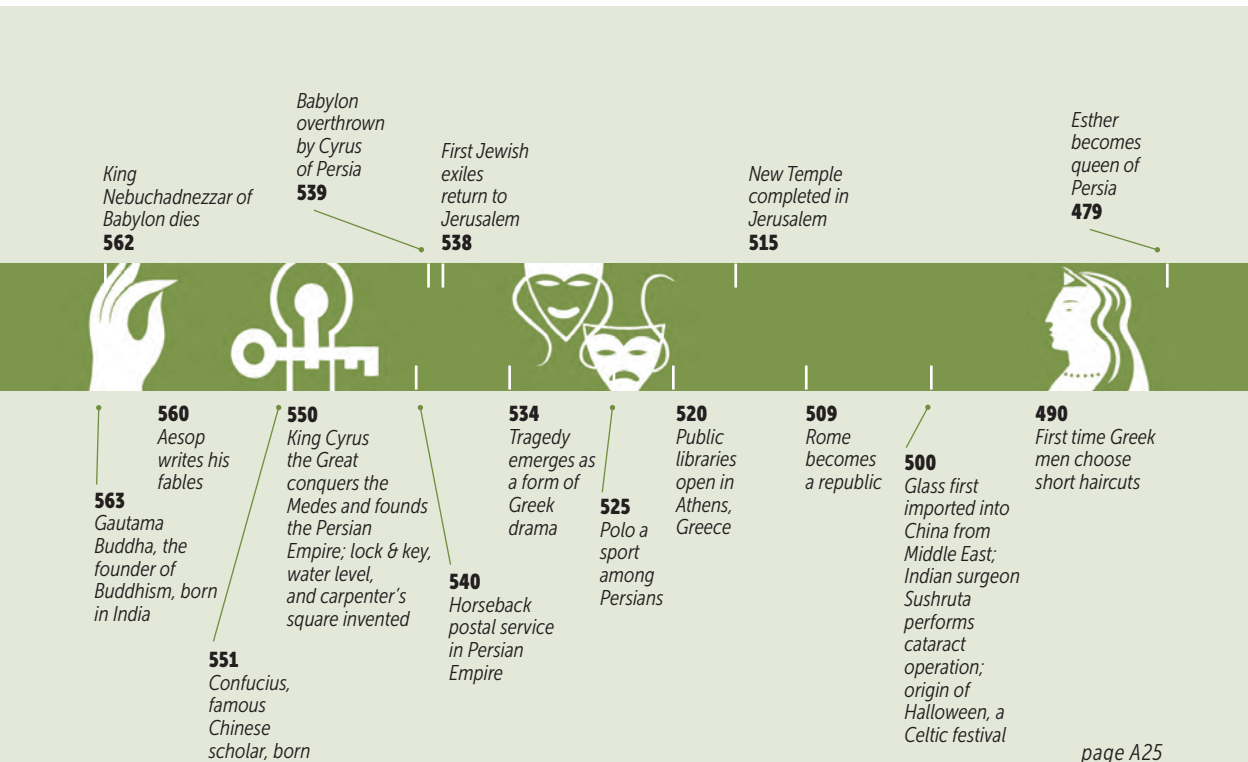 King
Nebuchadnezzar of
Babylon dies
562
Babylon
overthrown
by Cyrus
of Persia
539
First Jewish
exiles
return to
Jerusalem
538
New Temple
completed in
Jerusalem
515
Esther
becomes
queen of
Persia
479
563
Gautama
Buddha, the
founder of
Buddhism, born
in India
560
Aesop
writes his
fables
551
Confucius,
famous
Chinese
scholar, born
550
King Cyrus
the Great
conquers the
Medes and founds
the Persian
Empire; lock & key,
water level,
and carpenter's
square invented
540
Horseback
postal service
in Persian
Empire
534
Tragedy
emerges as
a form of
Greek
drama
525
Polo a
sport
among
Persians
520
Public
libraries
open in
Athens,
Greece
509
Rome
becomes
a republic
500
Glass first
imported into
China from
Middle East;
Indian surgeon
Sushruta
performs
cataract
operation;
origin of
Halloween, a
Celtic festival
490
First time Greek
men choose
short haircuts
page A25